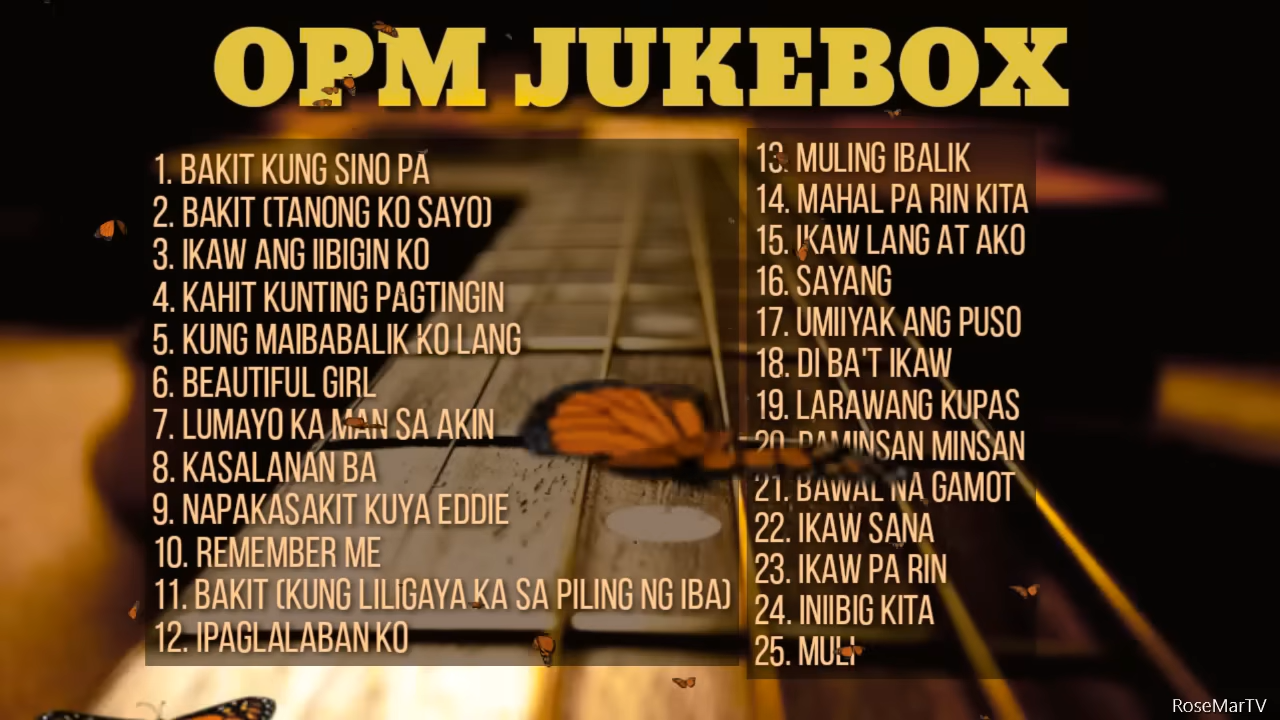 OPM JUKEBOX
1. BAKIT KUNG SINO PA
2. BAKIT (TANONG KO SAYO)
3. IKAW ANG IIBIGIN KO
4. KAHIT KUNTING PAGTINGIN
5. KUNG MAIBABALIK KO LANG
6. BEAUTIFUL GIRL
7. LUMAYO KA MAN SA AKIN
8. KASALANAN BA
9. NAPAKASAKIT KUYA EDDIE
10. REMEMBER ME
11. BAKIT (KUNG LILIGAYA KA SA PILING NG IBA)
12. IPAGLALABAN KO
13. MULING IBALIK
14. MAHAL PA RIN KITA
15. IKAW LANG AT AKO
16. SAYANG
17. UMIIYAK ANG PUSO
18. DI BA'T IKAW
19. LARAWANG KUPAS
20. PAMINSAN MINSAN
21. BAWAL NA GAMOT
22. IKAW SANA
23. IKAW PA RIN
24. INIIBIG KITA
25. MULI
RoseMarTV